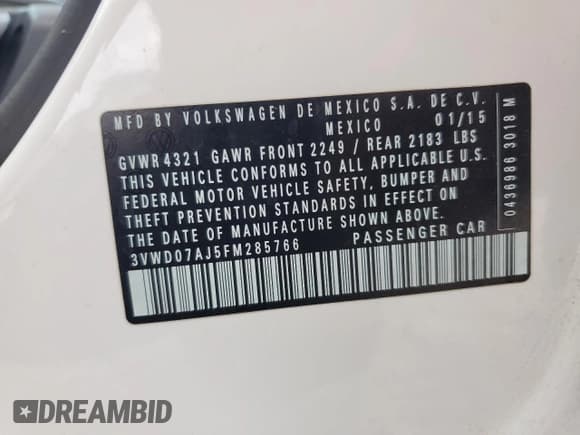 MFD BY VOLKSWAGEN DE MEXICO S.A. DE C.V.
MEXICO 01/15
GVWR 4321 GAWR FRONT 2249 / REAR 2183 LBS
THIS VEHICLE CONFORMS TO ALL APPLICABLE U.S.
FEDERAL MOTOR VEHICLE SAFETY, BUMPER AND
THEFT PREVENTION STANDARDS IN EFFECT ON
THE DATE OF MANUFACTURE SHOWN ABOVE.
3VWD07AJ5FM285766 PASSENGER CAR
0436986 3018 M
DREAMBID